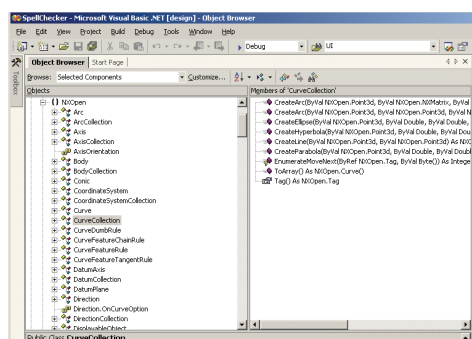 SpellChecker - Microsoft Visual Basic .NET [design] - Object Browser
File Edit View Project Build Debug Tools Window Help
Debug UI
Toolbox
Object Browser Start Page
Browse: Selected Components Customize...
Objects
{} NXOpen
Arc
ArcCollection
Axis
AxisCollection
AxisOrientation
Body
BodyCollection
Conic
CoordinateSystem
CoordinateSystemCollection
Curve
CurveCollection
CurveDumbRule
CurveFeatureChainRule
CurveFeatureRule
CurveFeatureTangentRule
DatumAxis
DatumCollection
DatumPlane
Direction
Direction.OnCurveOption
DirectionCollection
DisplayableObject
Members of 'CurveCollection'
CreateArc(ByVal NXOpen.Point3d, ByVal NXOpen.NXMatrix, ByVal
CreateArc(ByVal NXOpen.Point3d, ByVal NXOpen.Point3d, ByVal N
CreateEllipse(ByVal NXOpen.Point3d, ByVal Double, ByVal Double,
CreateHyperbola(ByVal NXOpen.Point3d, ByVal Double, ByVal Dou
CreateLine(ByVal NXOpen.Point3d, ByVal NXOpen.Point3d) As NXO
CreateParabola(ByVal NXOpen.Point3d, ByVal Double, ByVal Doubl
EnumerateMoveNext(ByRef NXOpen.Tag, ByVal Byte()) As Integer
ToArray() As NXOpen.Curve()
Tag() As NXOpen.Tag
Public Class CurveCollection